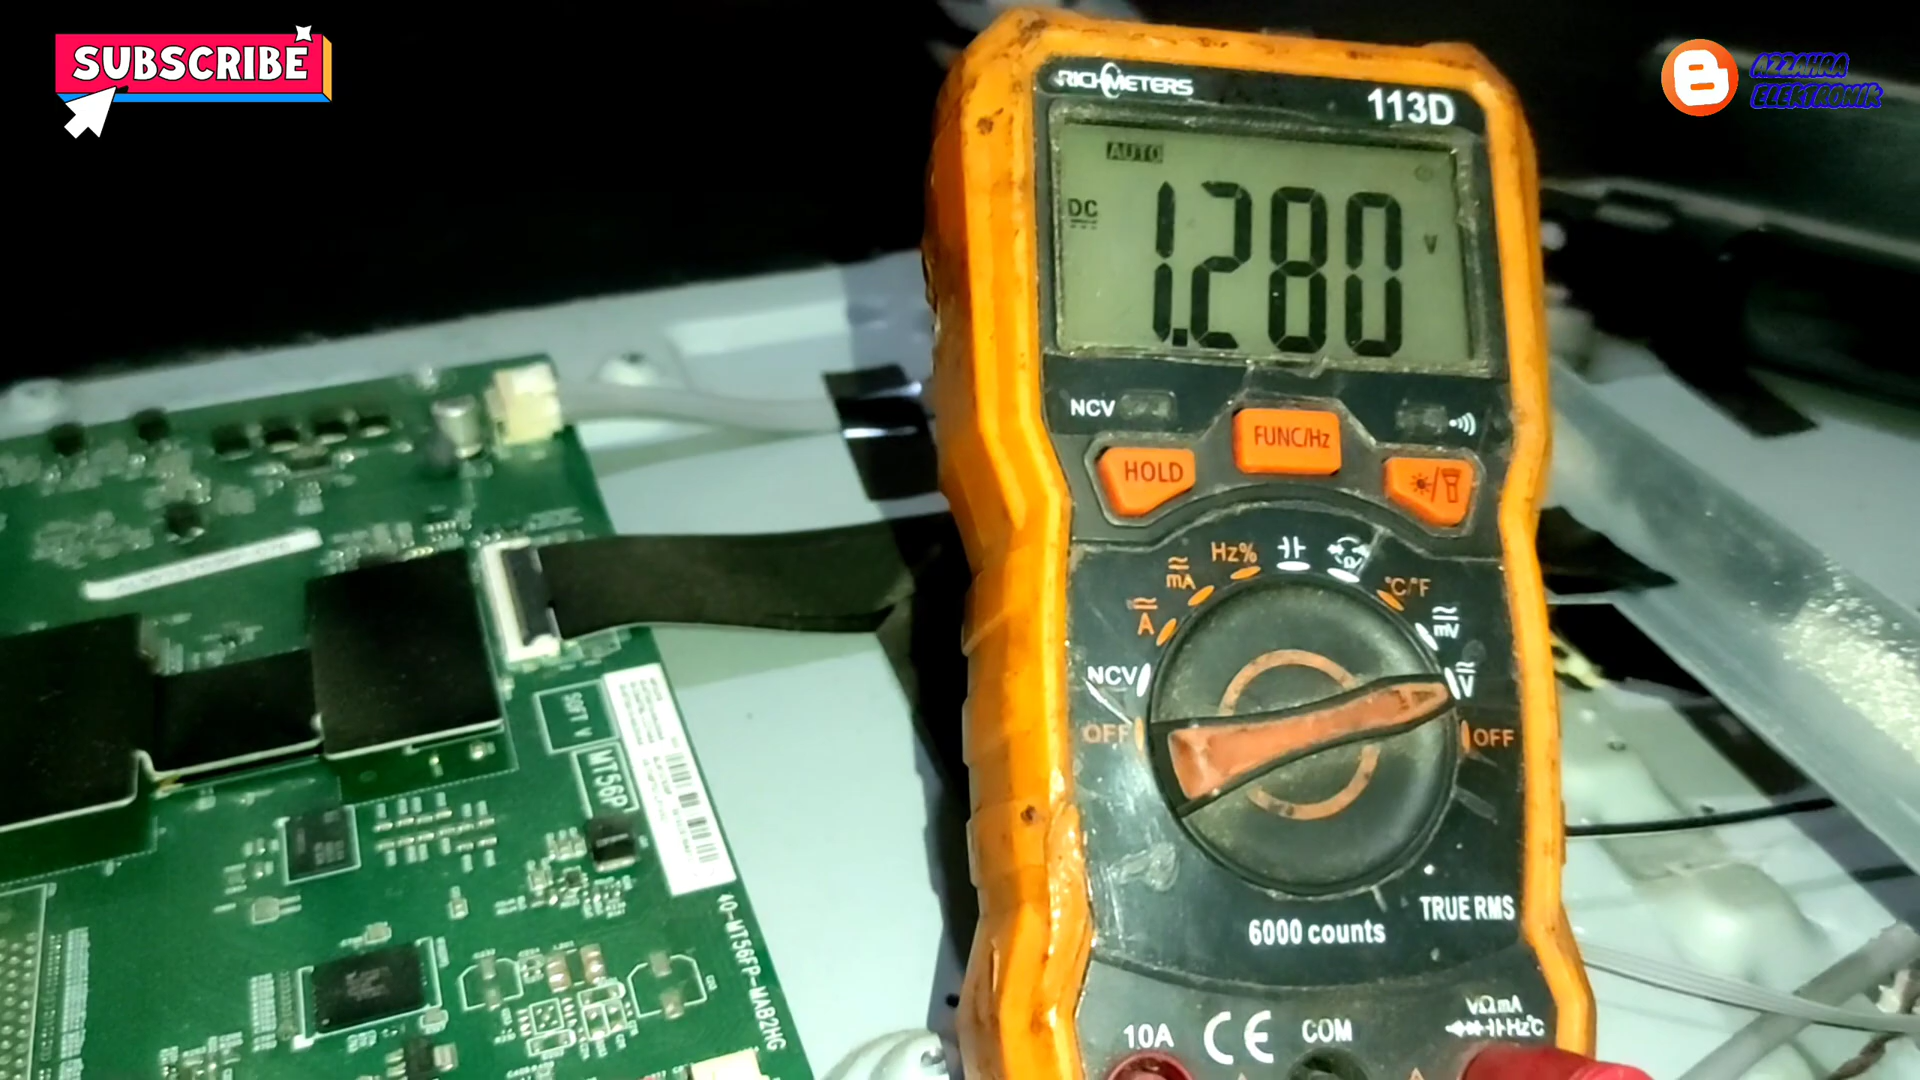 SUBSCRIBE
AZZAHRA
ELEKTRONIK
RICHMETERS
113D
AUTO
DC
1.280
V
NCV
HOLD
FUNC/Hz
Hz%
mA
A
°C/°F
mV
NCV
V
OFF
OFF
TRUE RMS
6000 counts
VΩmA
Hz°C
10A
CE
COM
MT56P
40-MT56FP-MAB2HG